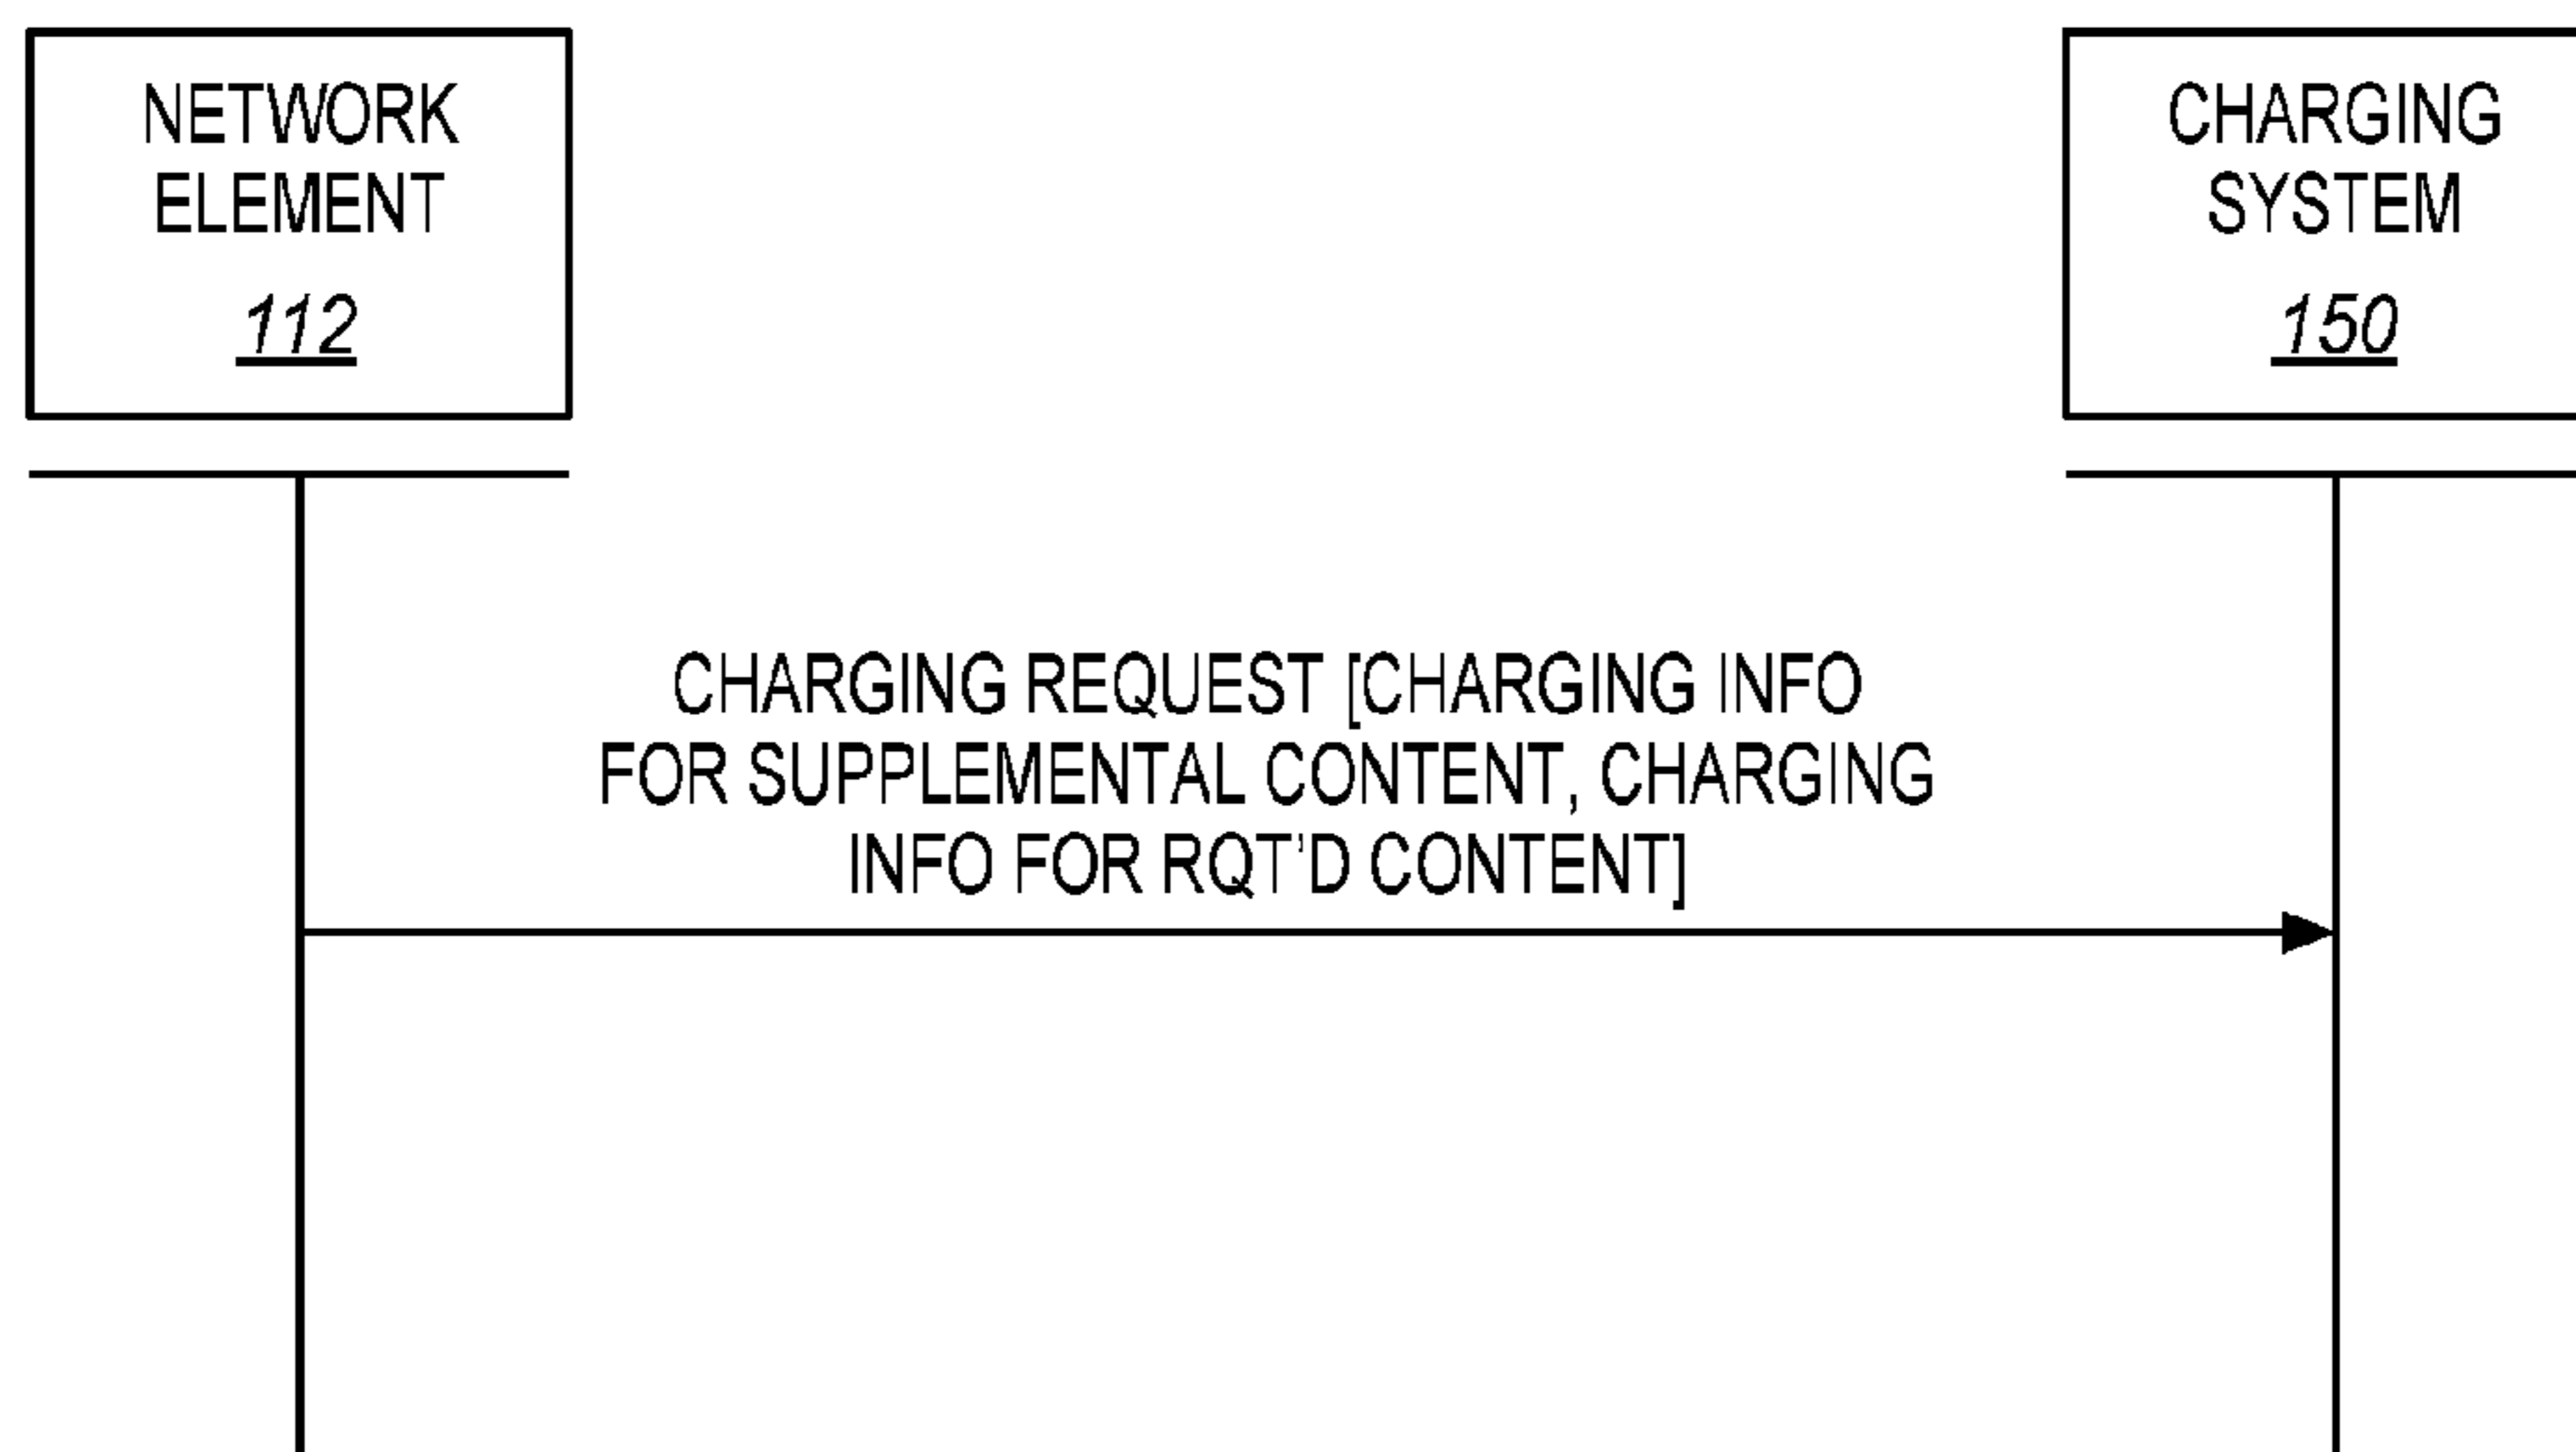 NETWORK
ELEMENT
112
CHARGING
SYSTEM
150
CHARGING REQUEST [CHARGING INFO
FOR SUPPLEMENTAL CONTENT, CHARGING
INFO FOR RQT'D CONTENT]